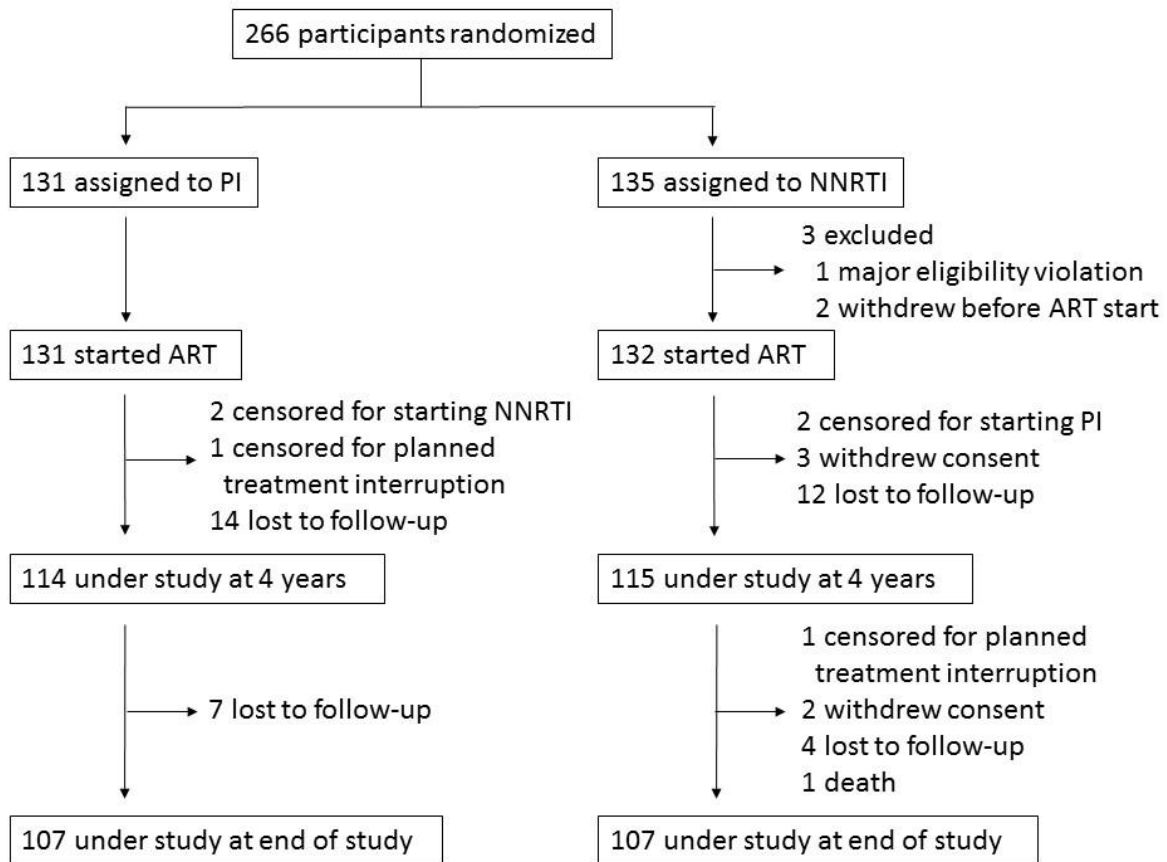 266 participants randomized
131 assigned to PI
135 assigned to NNRTI
3 excluded
1 major eligibility violation
2 withdrew before ART start
131 started ART
132 started ART
2 censored for starting NNRTI
1 censored for planned
treatment interruption
14 lost to follow-up
2 censored for starting PI
3 withdrew consent
12 lost to follow-up
114 under study at 4 years
115 under study at 4 years
7 lost to follow-up
1 censored for planned
treatment interruption
2 withdrew consent
4 lost to follow-up
1 death
107 under study at end of study
107 under study at end of study